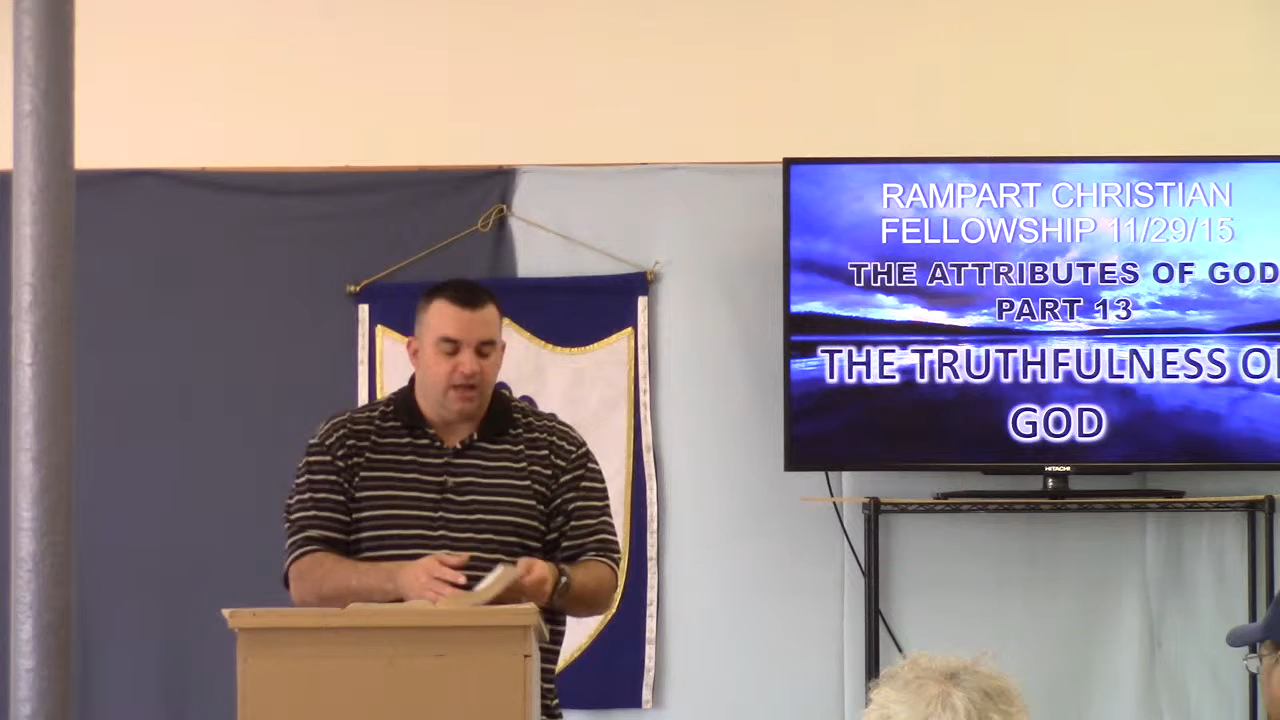 RAMPART CHRISTIAN
FELLOWSHIP 11/29/15
THE ATTRIBUTES OF GOD
PART 13
THE TRUTHFULNESS OF
GOD
HITACHI